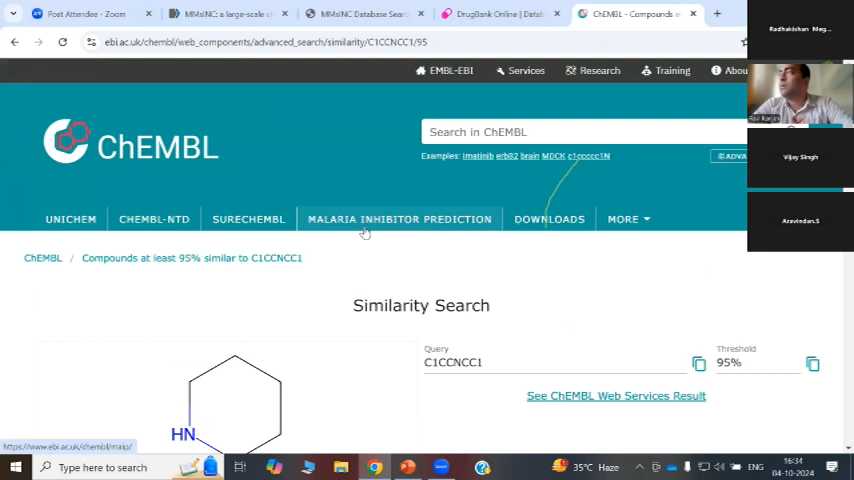 Post Attendee - Zoom
MMsINC: a large-scale c
MMsINC Database Sear
DrugBank Online | Datab
ChEMBL - Compounds a
ebi.ac.uk/chembl/web_components/advanced_search/similarity/C1CCNCC1/95
Radhakishan Meg...
EMBL-EBI
Services
Research
Training
Abou
ChEMBL
Search in ChEMBL
Examples: Imatinib erbB2 brain MDCK c1ccccc1N
ADVA
Vijay Singh
Aravindan.S
UNICHEM
CHEMBL-NTD
SURECHEMBL
MALARIA INHIBITOR PREDICTION
DOWNLOADS
MORE
ChEMBL / Compounds at least 95% similar to C1CCNCC1
Similarity Search
Query
C1CCNCC1
Threshold
95%
See ChEMBL Web Services Result
HN
https://www.ebi.ac.uk/chembl/maip/
Type here to search
35°C Haze
ENG
16:34
04-10-2024